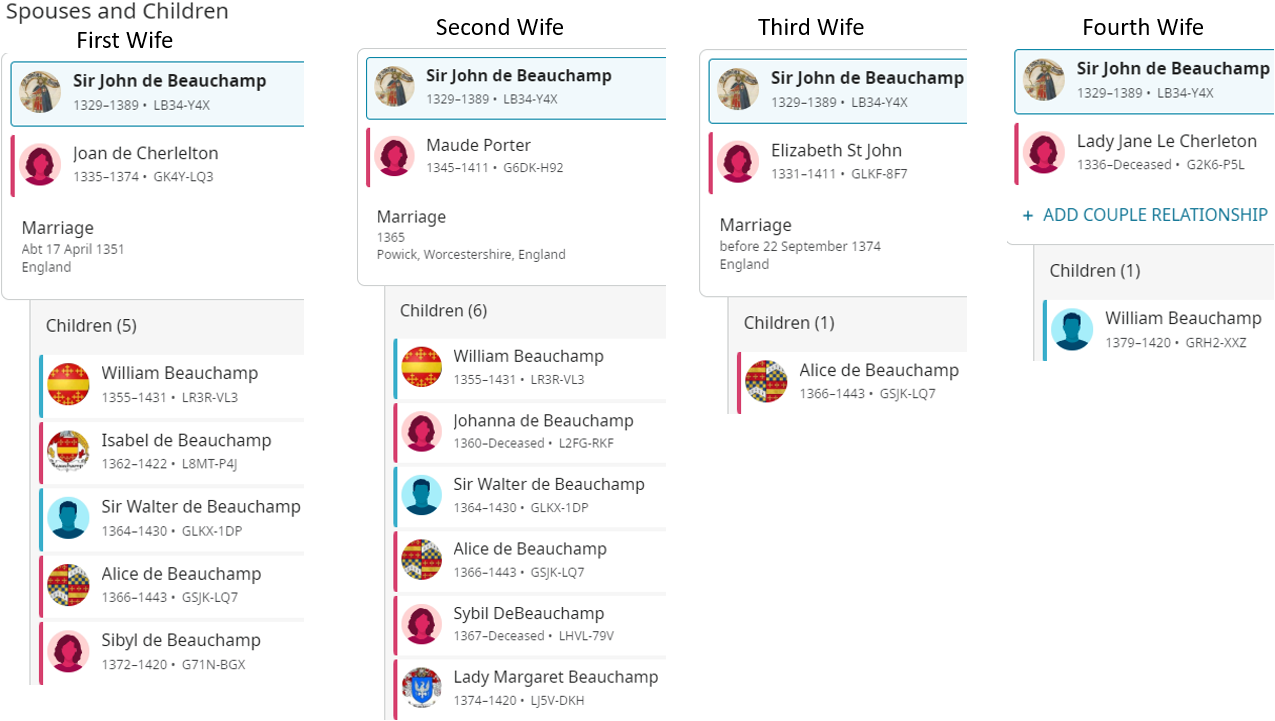 Spouses and Children
First Wife
Sir John de Beauchamp
1329–1389 • LB34-Y4X
Joan de Cherlelton
1335–1374 • GK4Y-LQ3
Marriage
Abt 17 April 1351
England
Children (5)
William Beauchamp
1355–1431 • LR3R-VL3
Isabel de Beauchamp
1362–1422 • L8MT-P4J
Sir Walter de Beauchamp
1364–1430 • GLKX-1DP
Alice de Beauchamp
1366–1443 • GSJK-LQ7
Sibyl de Beauchamp
1372–1420 • G71N-BGX
Second Wife
Sir John de Beauchamp
1329–1389 • LB34-Y4X
Maude Porter
1345–1411 • G6DK-H92
Marriage
1365
Powick, Worcestershire, England
Children (6)
William Beauchamp
1355–1431 • LR3R-VL3
Johanna de Beauchamp
1360–Deceased • L2FG-RKF
Sir Walter de Beauchamp
1364–1430 • GLKX-1DP
Alice de Beauchamp
1366–1443 • GSJK-LQ7
Sybil DeBeauchamp
1367–Deceased • LHVL-79V
Lady Margaret Beauchamp
1374–1420 • LJ5V-DKH
Third Wife
Sir John de Beauchamp
1329–1389 • LB34-Y4X
Elizabeth St John
1331–1411 • GLKF-8F7
Marriage
before 22 September 1374
England
Children (1)
Alice de Beauchamp
1366–1443 • GSJK-LQ7
Fourth Wife
Sir John de Beauchamp
1329–1389 • LB34-Y4X
Lady Jane Le Cherleton
1336–Deceased • G2K6-P5L
+ ADD COUPLE RELATIONSHIP
Children (1)
William Beauchamp
1379–1420 • GRH2-XXZ